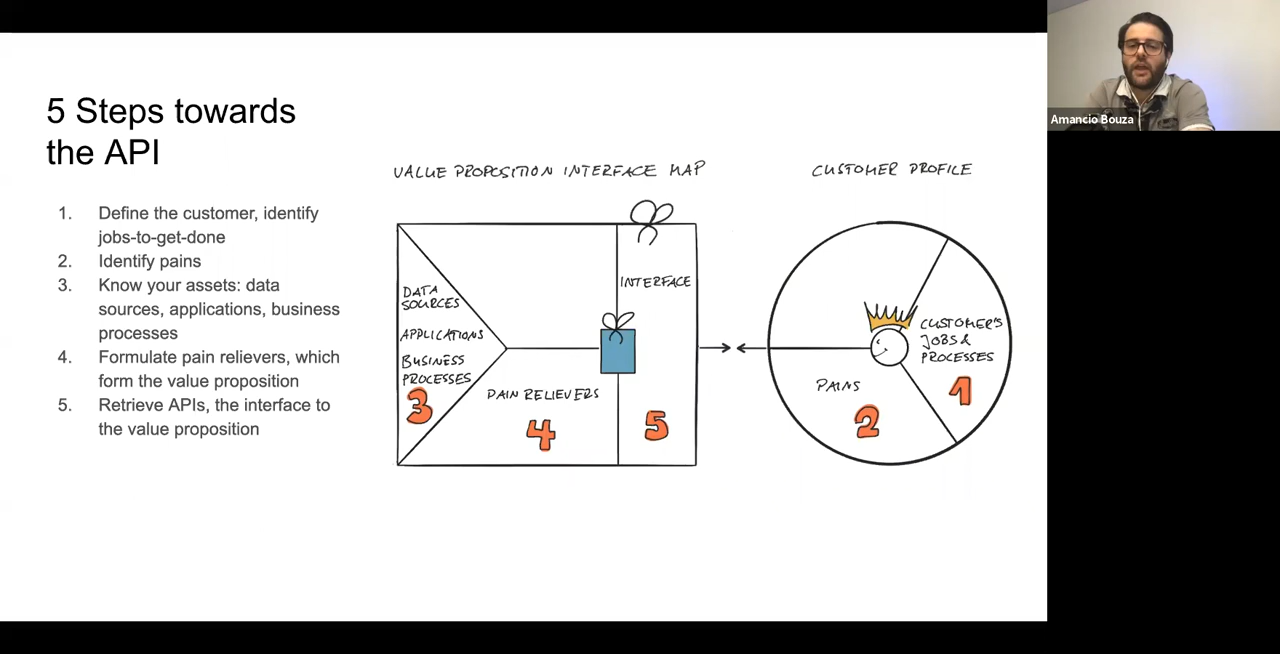 5 Steps towards
the API
1. Define the customer, identify
jobs-to-get-done
2. Identify pains
3. Know your assets: data
sources, applications, business
processes
4. Formulate pain relievers, which
form the value proposition
5. Retrieve APIs, the interface to
the value proposition
VALUE PROPOSITION INTERFACE MAP
DATA
SOURCES
APPLICATIONS
BUSINESS
PROCESSES
3
PAIN RELIEVERS
4
INTERFACE
5
CUSTOMER PROFILE
CUSTOMER'S
JOBS &
PROCESSES
1
PAINS
2
Amancio Bouza